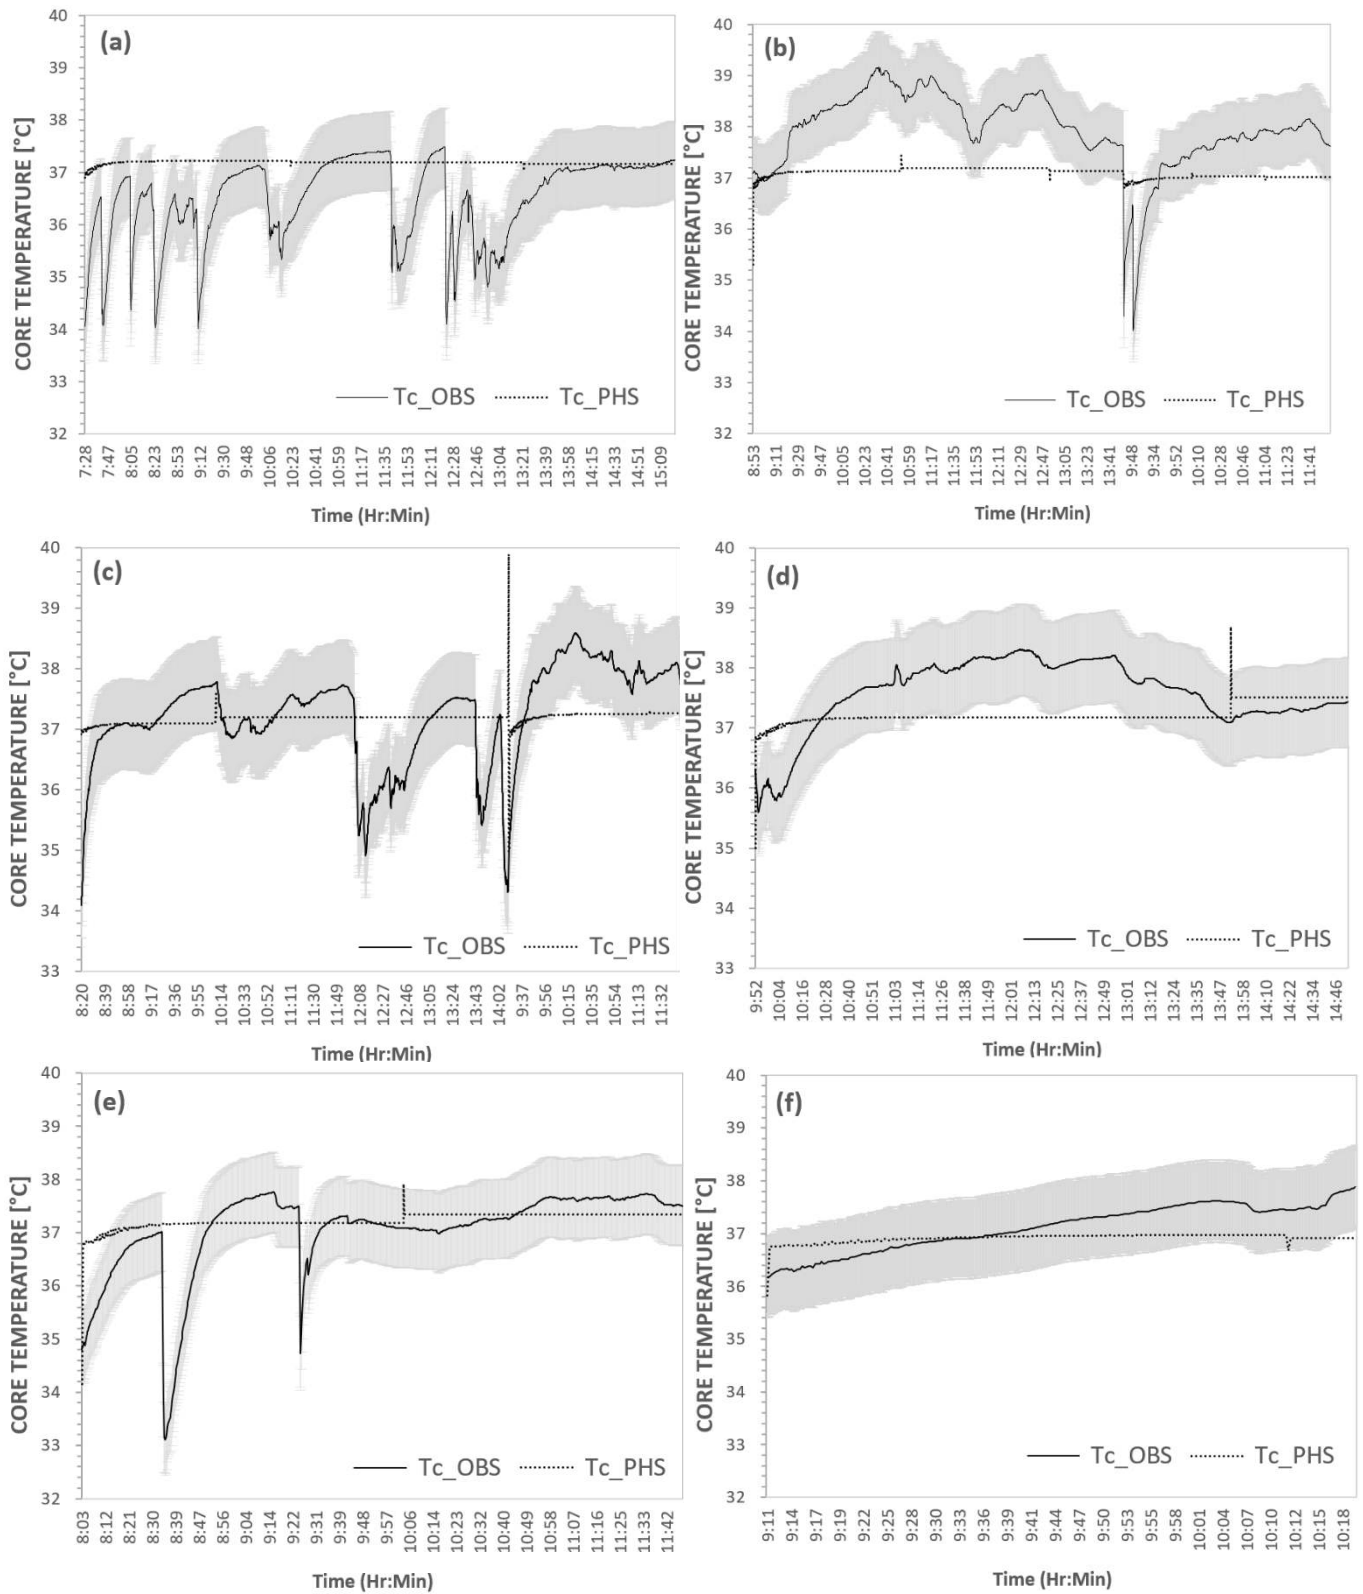 (a)
CORE TEMPERATURE [°C]
40
39
38
37
36
35
34
33
32
Tc_OBS Tc_PHS
7:28 7:47 8:05 8:23 8:53 9:12 9:30 9:48 10:06 10:23 10:41 10:59 11:17 11:35 11:53 12:11 12:28 12:46 13:04 13:21 13:39 13:58 14:15 14:33 14:51 15:09
Time (Hr:Min)
(b)
CORE TEMPERATURE [°C]
40
39
38
37
36
35
34
33
32
Tc_OBS Tc_PHS
8:53 9:11 9:29 9:47 10:05 10:23 10:41 10:59 11:17 11:35 11:53 12:11 12:29 12:47 13:05 13:23 13:41 9:48 9:34 9:52 10:10 10:28 10:46 11:04 11:23 11:41
Time (Hr:Min)
(c)
CORE TEMPERATURE [°C]
40
39
38
37
36
35
34
33
Tc_OBS Tc_PHS
8:20 8:39 8:58 9:17 9:36 9:55 10:14 10:33 10:52 11:11 11:30 11:49 12:08 12:27 12:46 13:05 13:24 13:43 14:02 9:37 9:56 10:15 10:35 10:54 11:13 11:32
Time (Hr:Min)
(d)
CORE TEMPERATURE [°C]
40
39
38
37
36
35
34
33
Tc_OBS Tc_PHS
9:52 10:04 10:16 10:28 10:40 10:51 11:03 11:14 11:26 11:38 11:49 12:01 12:13 12:25 12:37 12:49 13:01 13:12 13:24 13:35 13:47 13:58 14:10 14:22 14:34 14:46
Time (Hr:Min)
(e)
CORE TEMPERATURE [°C]
40
39
38
37
36
35
34
33
32
Tc_OBS Tc_PHS
8:03 8:12 8:21 8:30 8:39 8:47 8:56 9:04 9:14 9:22 9:31 9:39 9:48 9:57 10:06 10:14 10:23 10:32 10:40 10:49 10:58 11:07 11:16 11:25 11:33 11:42
Time (Hr:Min)
(f)
CORE TEMPERATURE [°C]
40
39
38
37
36
35
34
33
32
Tc_OBS Tc_PHS
9:11 9:14 9:17 9:19 9:22 9:25 9:28 9:30 9:33 9:36 9:39 9:41 9:44 9:47 9:50 9:53 9:55 9:58 10:01 10:04 10:07 10:10 10:12 10:15 10:18
Time (Hr:Min)